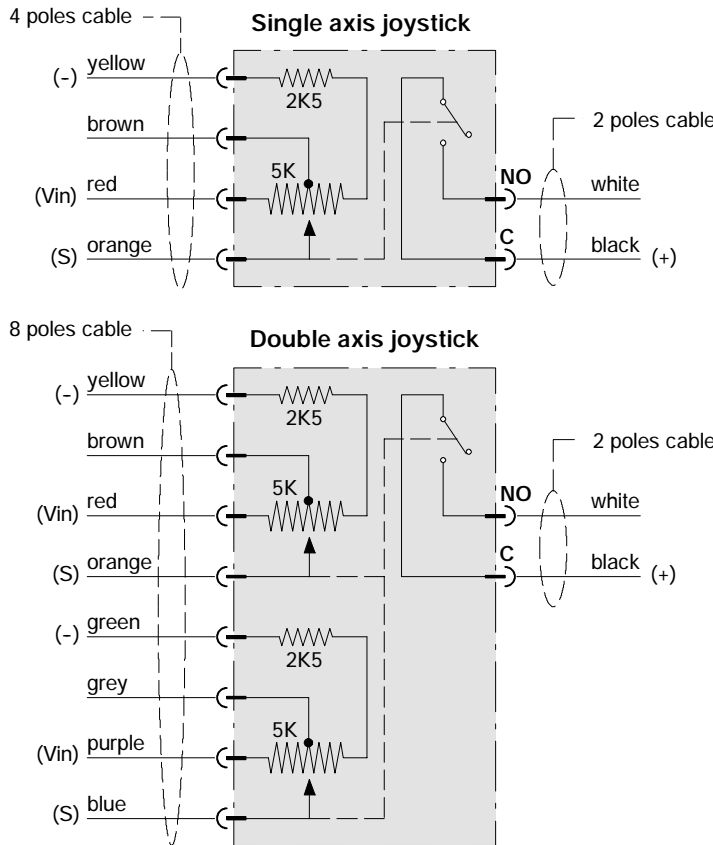 4 poles cable
Single axis joystick
(-) yellow
2K5
brown
2 poles cable
5K
(Vin) red
NO
white
(S) orange
C
black (+)
8 poles cable
Double axis joystick
(-) yellow
2K5
brown
2 poles cable
5K
(Vin) red
NO
white
(S) orange
C
black (+)
(-) green
2K5
grey
5K
(Vin) purple
(S) blue